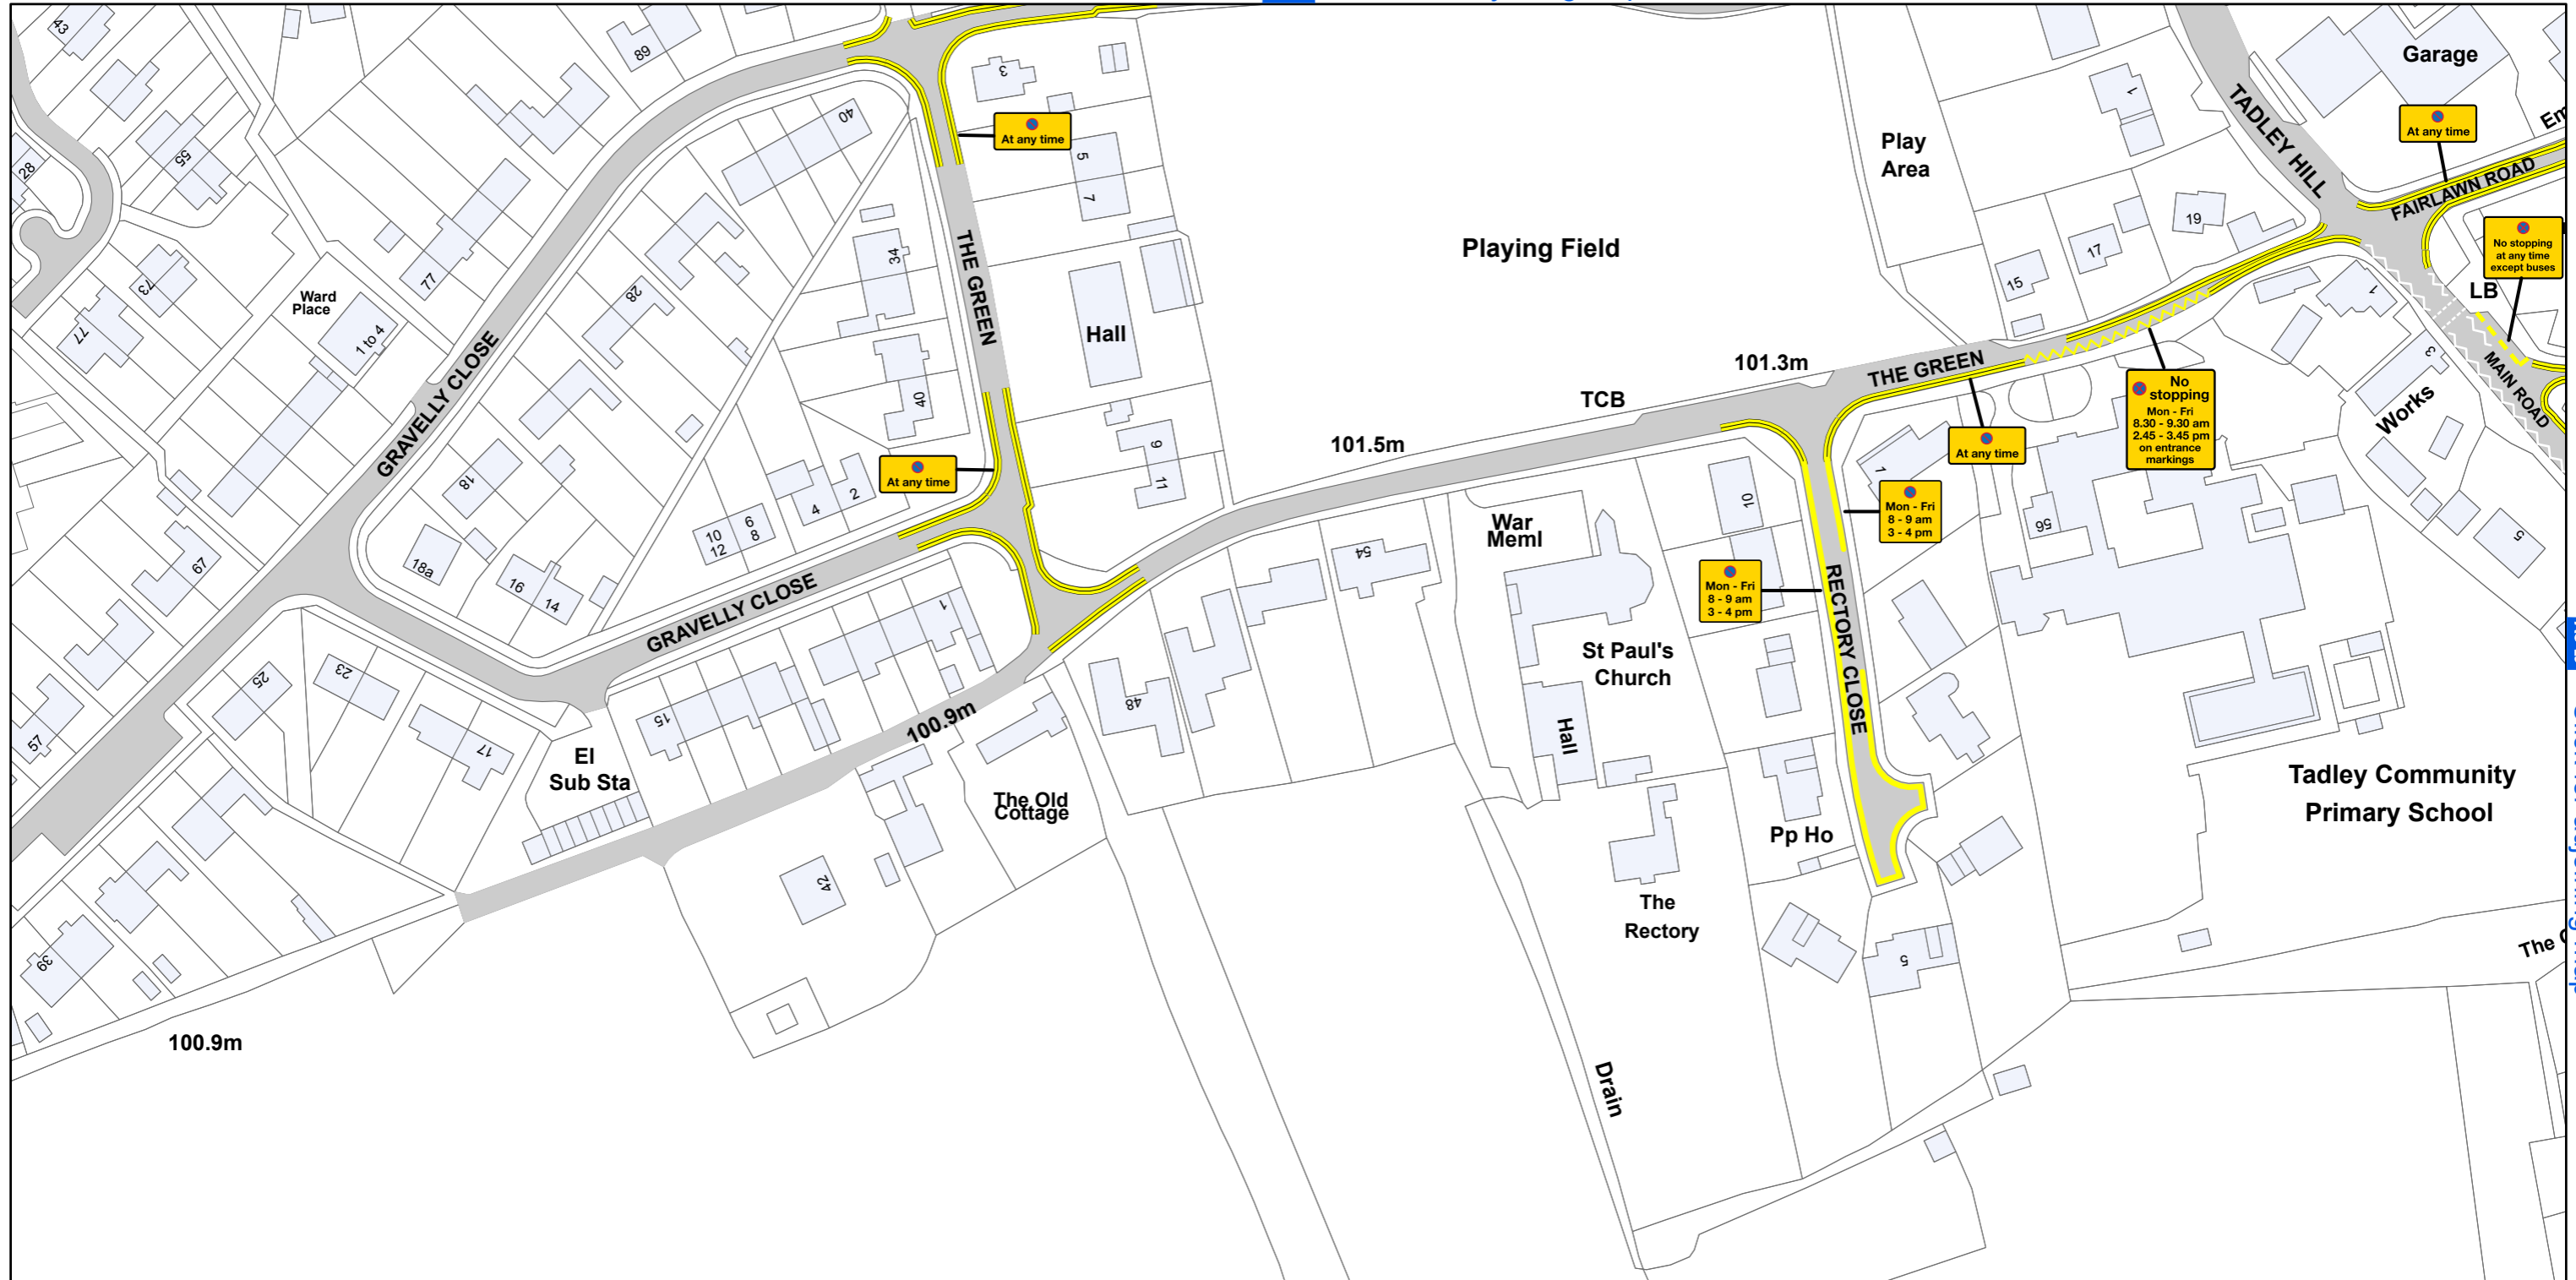 43
89
3
Garage
TADLEY HILL
1
At any time
At any time
40
Play
Area
Em
55
28
5
7
FAIRLAWN ROAD
19
No stopping
at any time
except buses
34
THE GREEN
Playing Field
17
15
LB
73
77
Ward
Place
28
1 to 4
77
Hall
1
3
MAIN ROAD
101.3m
THE GREEN
No
stopping
Mon - Fri
8.30 - 9.30 am
2.45 - 3.45 pm
on entrance
markings
TCB
Works
GRAVELLY CLOSE
40
101.5m
9
11
At any time
At any time
18
2
4
6
8
10
12
1
10
Mon - Fri
8 - 9 am
3 - 4 pm
War
Meml
56
5
54
18a
67
16
14
Mon - Fri
8 - 9 am
3 - 4 pm
RECTORY CLOSE
GRAVELLY CLOSE
1
St Paul's
Church
25
23
48
15
100.9m
Hall
57
17
El
Sub Sta
The Old
Cottage
Tadley Community
Primary School
Pp Ho
42
The
Rectory
39
5
The
100.9m
Drain